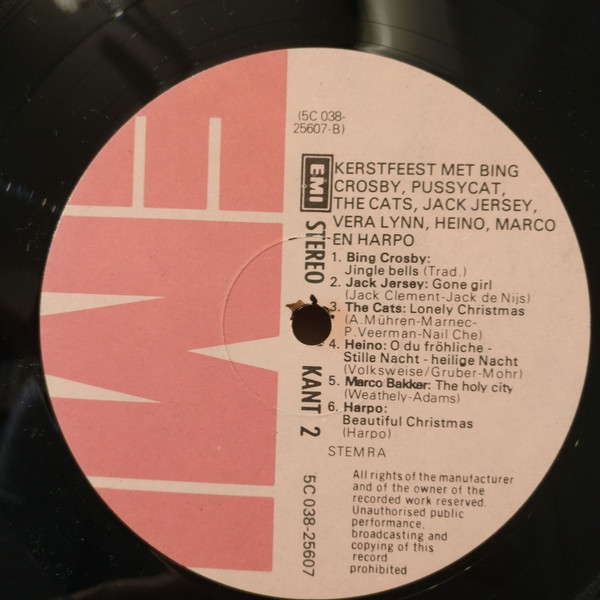 (5C 038-
25607-B)
EMI
KERSTFEEST MET BING
CROSBY, PUSSYCAT,
THE CATS, JACK JERSEY,
VERA LYNN, HEINO, MARCO
EN HARPO
1. Bing Crosby:
Jingle bells (Trad.)
2. Jack Jersey: Gone girl
(Jack Clement-Jack de Nijs)
3. The Cats: Lonely Christmas
(A.Mühren-Marnec-
P.Veerman-Nail Che)
4. Heino: O du fröhliche -
Stille Nacht - heilige Nacht
(Volksweise/Gruber-Mohr)
5. Marco Bakker: The holy city
(Weathely-Adams)
6. Harpo:
Beautiful Christmas
(Harpo)
STEMRA
All rights of the manufacturer
and of the owner of the
recorded work reserved.
Unauthorised public
performance,
broadcasting and
copying of this
record
prohibited
STEREO
KANT 2
5C 038-25607
EMI